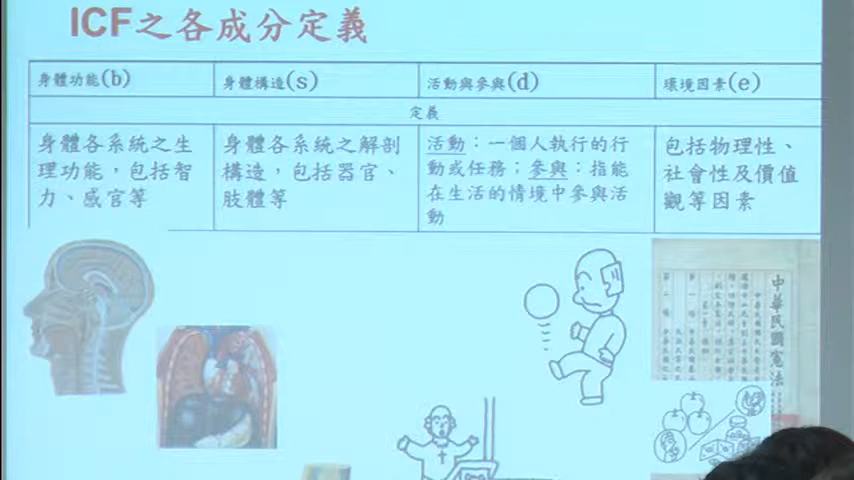 ICF之各成分定義
身體功能(b)
身體構造(s)
活動與參與(d)
環境因素(e)
定義
身體各系統之生
理功能，包括智
力、感官等
身體各系統之解剖
構造，包括器官、
肢體等
活動：一個人執行的行
動或任務；參與：指能
在生活的情境中參與活
動
包括物理性、
社會性及價值
觀等因素
中華民國憲法